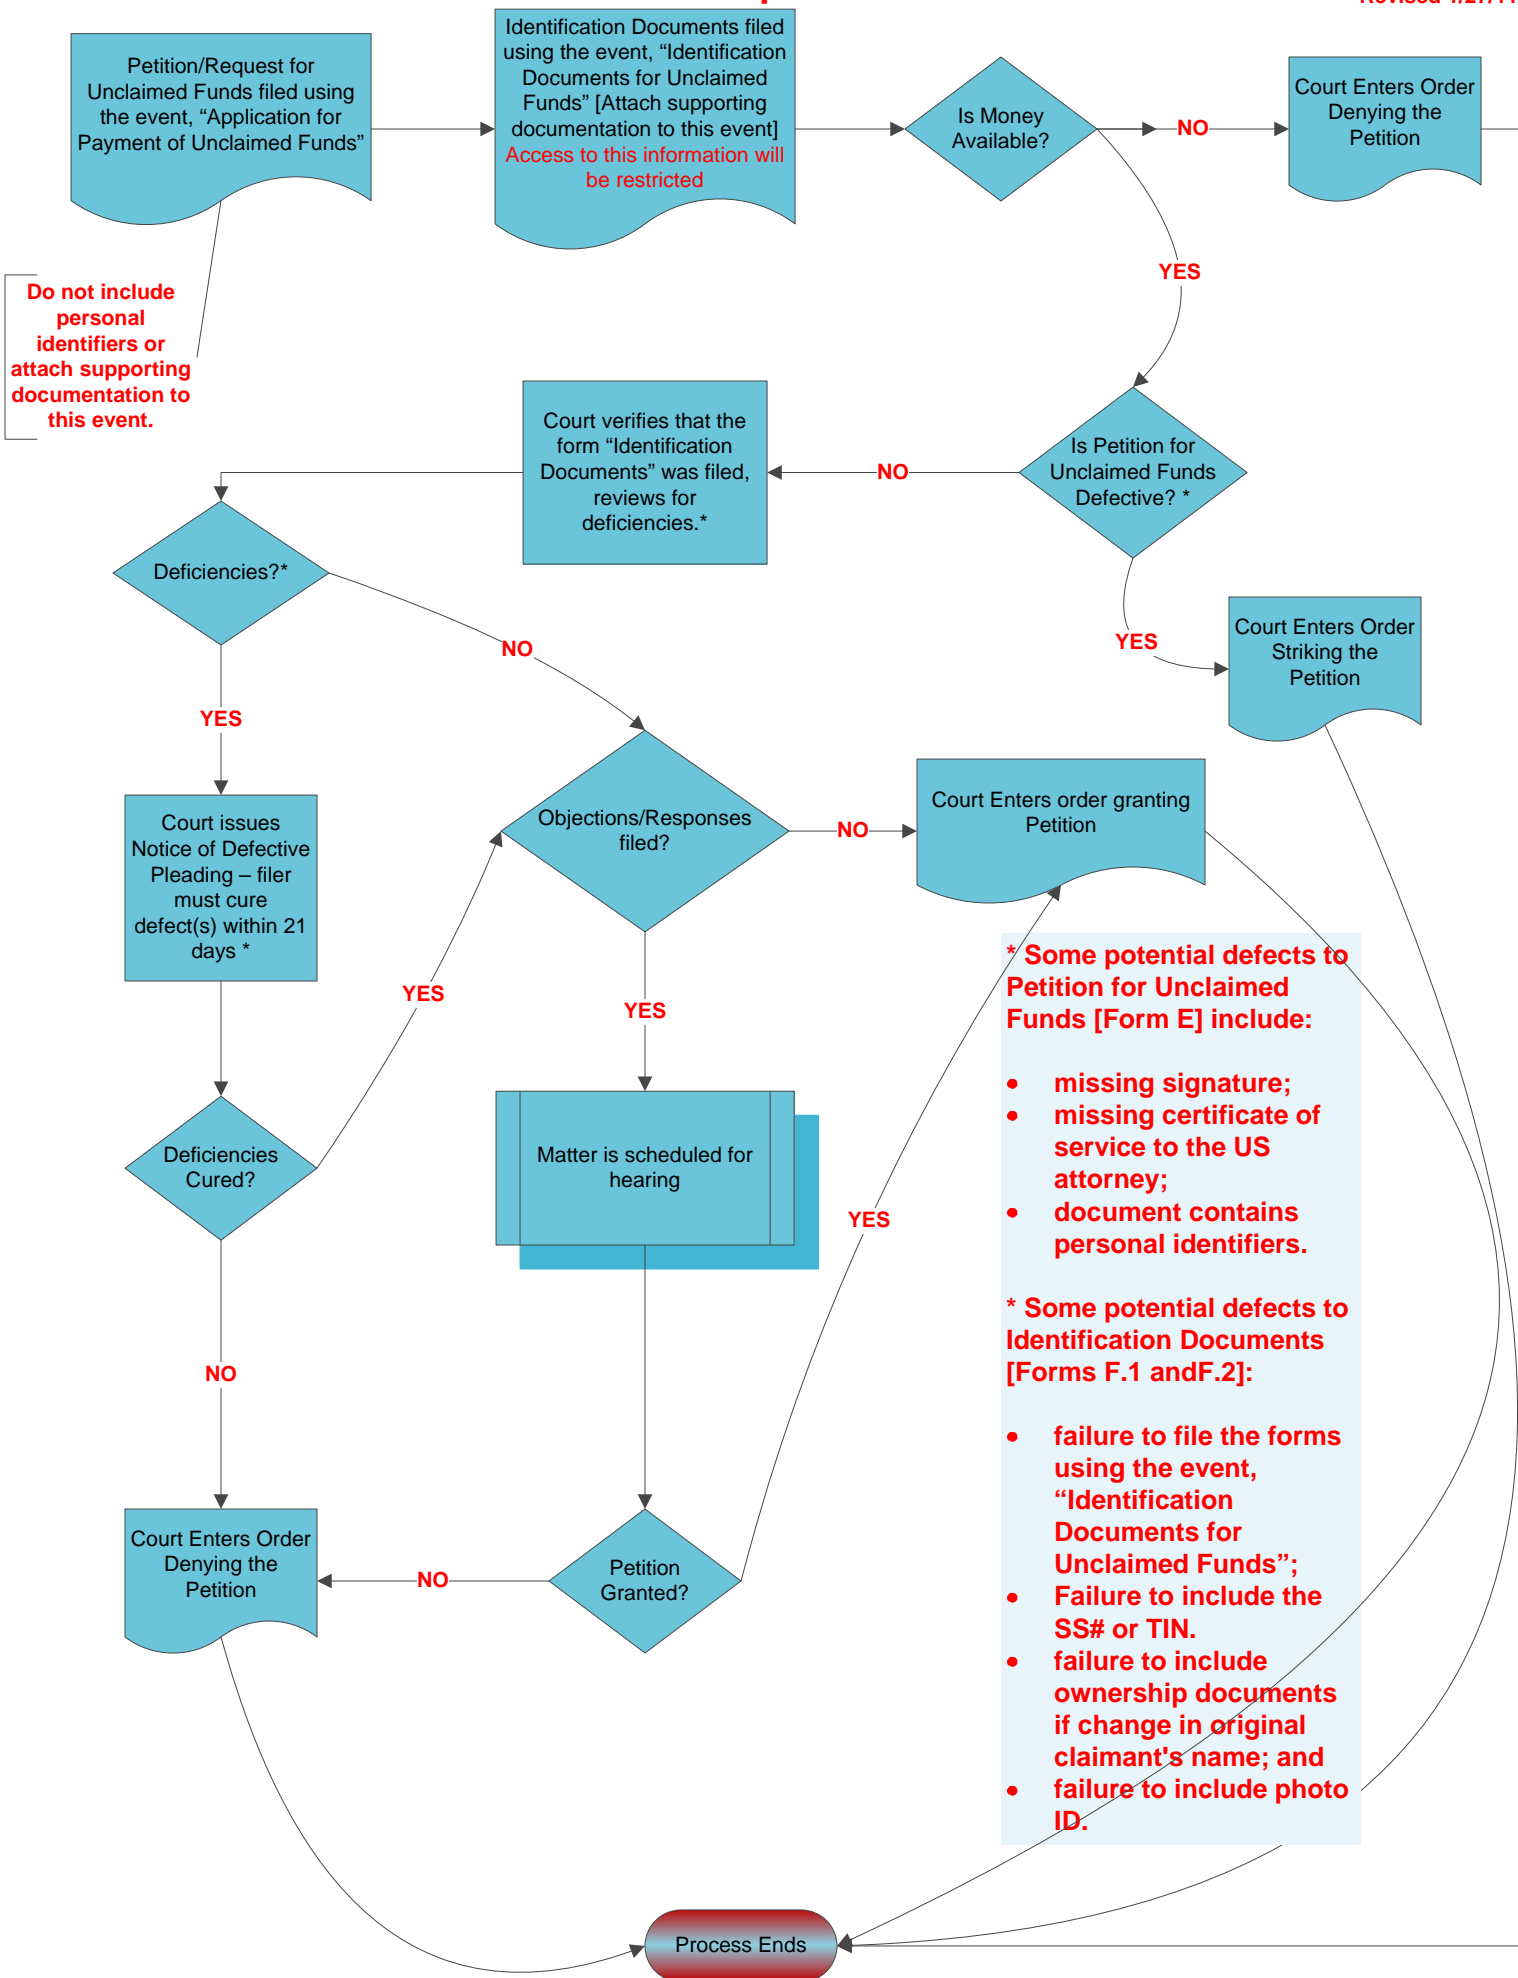 Identification Documents filed
using the event, “Identification
Documents for Unclaimed
Funds” [Attach supporting
documentation to this event]
Access to this information will
be restricted
Petition/Request for
Unclaimed Funds filed using
the event, “Application for
Payment of Unclaimed Funds”
Is Money
Available?
NO
Court Enters Order
Denying the
Petition
YES
Do not include
personal
identifiers or
attach supporting
documentation to
this event.
Court verifies that the
form “Identification
Documents” was filed,
reviews for
deficiencies.*
NO
Is Petition for
Unclaimed Funds
Defective? *
Deficiencies?*
NO
YES
Court Enters Order
Striking the
Petition
YES
Court issues
Notice of Defective
Pleading – filer
must cure
defect(s) within 21
days *
Objections/Responses
filed?
NO
Court Enters order granting
Petition
YES
YES
* Some potential defects to
Petition for Unclaimed
Funds [Form E] include:
• missing signature;
• missing certificate of
service to the US
attorney;
• document contains
personal identifiers.
Deficiencies
Cured?
Matter is scheduled for
hearing
YES
* Some potential defects to
Identification Documents
[Forms F.1 andF.2]:
• failure to file the forms
using the event,
“Identification
Documents for
Unclaimed Funds”;
• Failure to include the
SS# or TIN.
• failure to include
ownership documents
if change in original
claimant's name; and
• failure to include photo
ID.
NO
Court Enters Order
Denying the
Petition
NO
Petition
Granted?
Process Ends